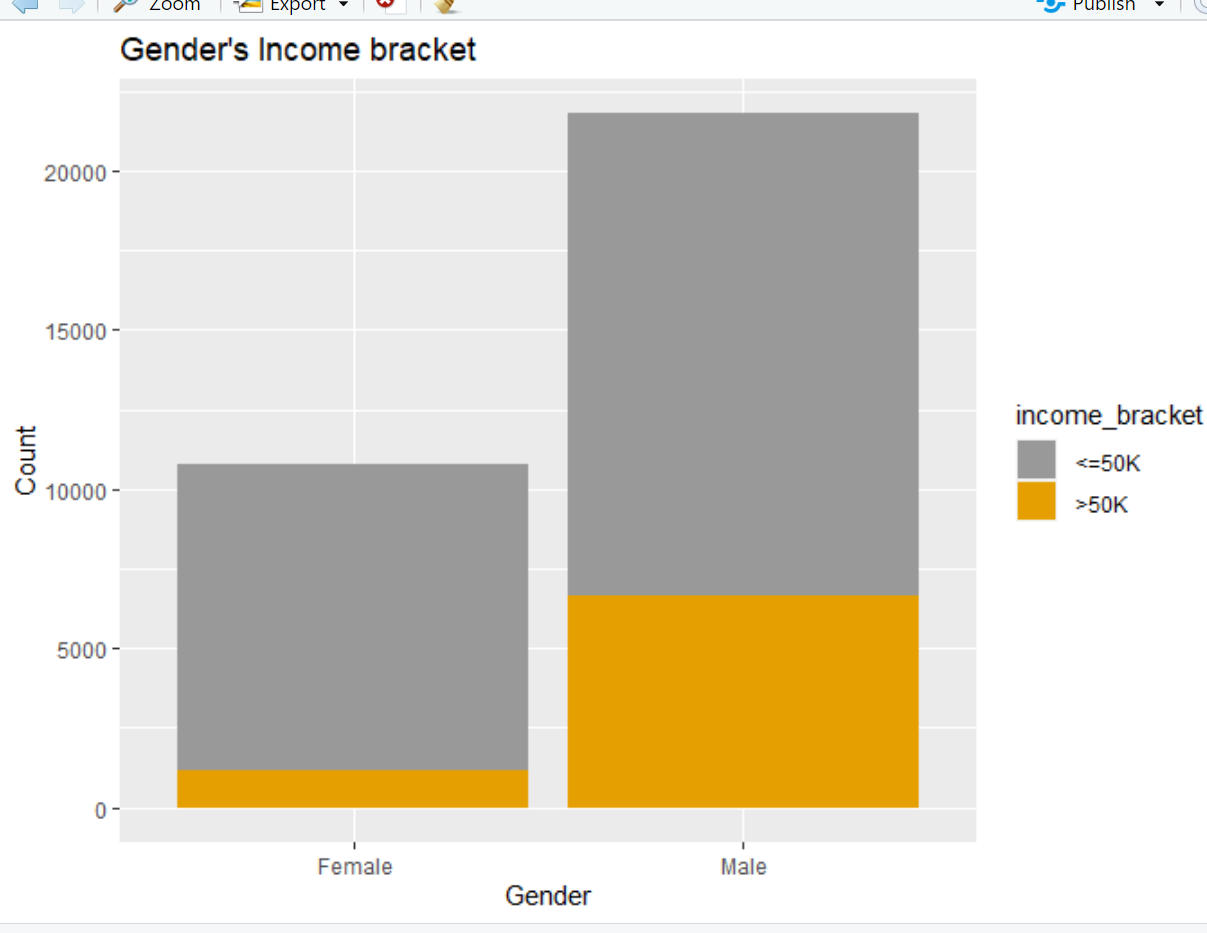 Zoom Export Publish
Gender's Income bracket
20000
15000
10000
5000
0
Count
Female Male
Gender
income_bracket
<=50K
>50K